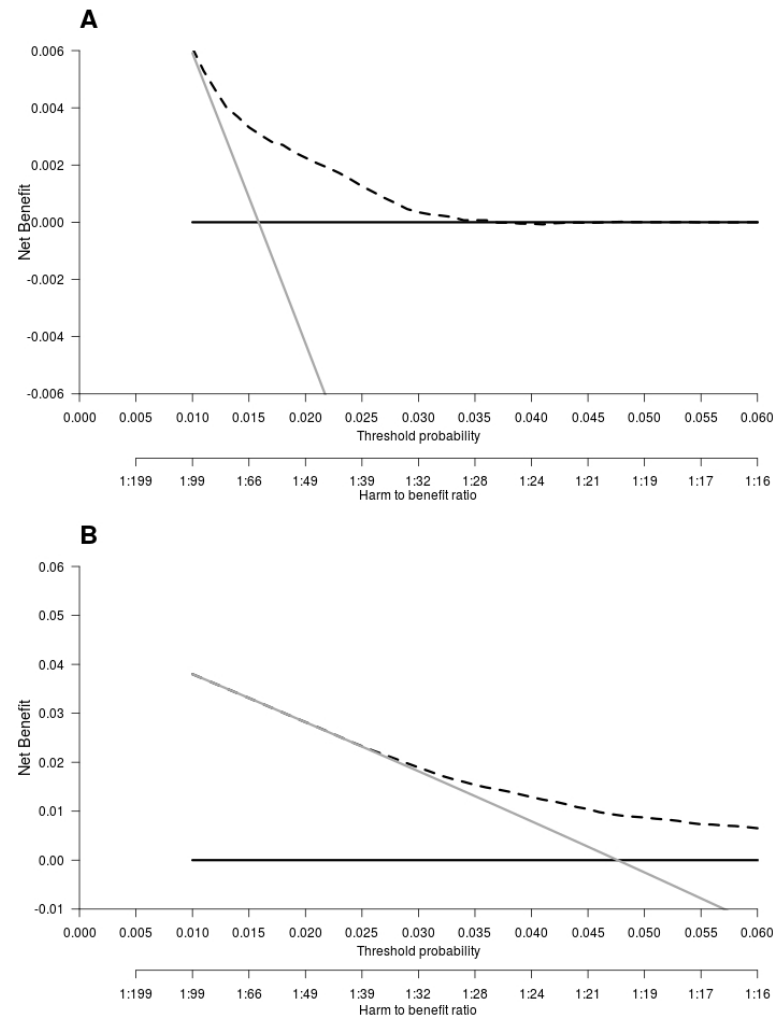 A
0.006
0.004
0.002
0.000
-0.002
-0.004
-0.006
Net Benefit
0.000 0.005 0.010 0.015 0.020 0.025 0.030 0.035 0.040 0.045 0.050 0.055 0.060
Threshold probability
1:199 1:99 1:66 1:49 1:39 1:32 1:28 1:24 1:21 1:19 1:17 1:16
Harm to benefit ratio
B
0.06
0.05
0.04
0.03
0.02
0.01
0.00
-0.01
Net Benefit
0.000 0.005 0.010 0.015 0.020 0.025 0.030 0.035 0.040 0.045 0.050 0.055 0.060
Threshold probability
1:199 1:99 1:66 1:49 1:39 1:32 1:28 1:24 1:21 1:19 1:17 1:16
Harm to benefit ratio